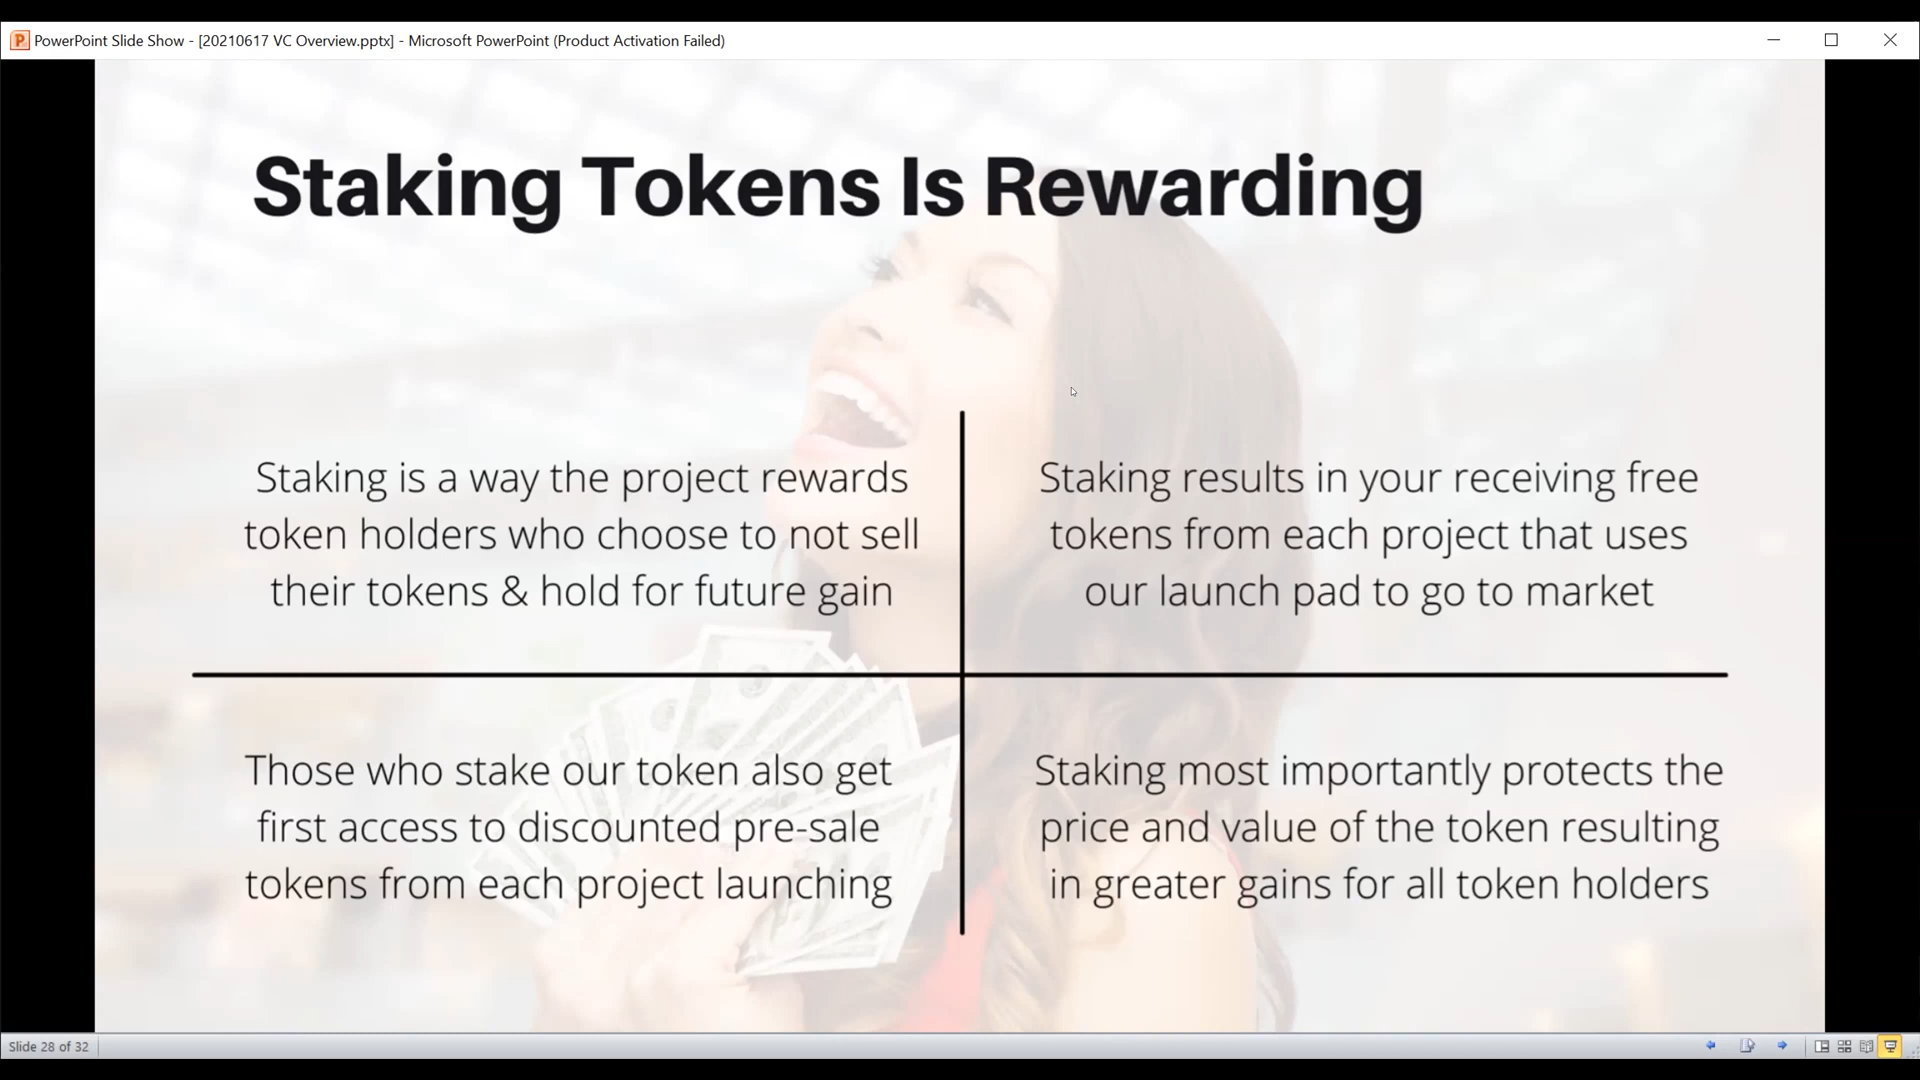 PowerPoint Slide Show - [20210617 VC Overview.pptx] - Microsoft PowerPoint (Product Activation Failed)
Staking Tokens Is Rewarding
Staking is a way the project rewards
token holders who choose to not sell
their tokens & hold for future gain
Staking results in your receiving free
tokens from each project that uses
our launch pad to go to market
Those who stake our token also get
first access to discounted pre-sale
tokens from each project launching
Staking most importantly protects the
price and value of the token resulting
in greater gains for all token holders
Slide 28 of 32